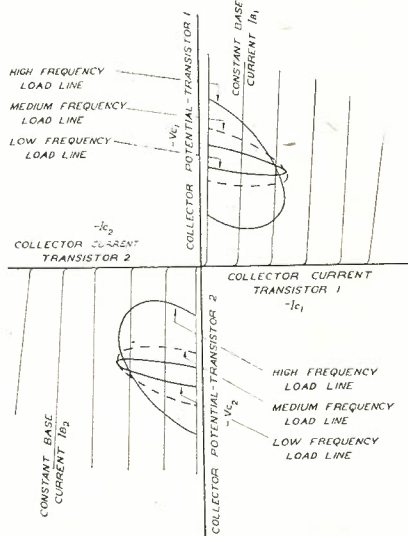 HIGH FREQUENCY
LOAD LINE
MEDIUM FREQUENCY
LOAD LINE
LOW FREQUENCY
LOAD LINE
COLLECTOR POTENTIAL-TRANSISTOR 1
-Vc₁
CONSTANT BASE
CURRENT IB₁
-Ic₂
COLLECTOR CURRENT
TRANSISTOR 2
COLLECTOR CURRENT
TRANSISTOR 1
-Ic₁
COLLECTOR POTENTIAL-TRANSISTOR 2
-Vc₂
HIGH FREQUENCY
LOAD LINE
MEDIUM FREQUENCY
LOAD LINE
LOW FREQUENCY
LOAD LINE
CONSTANT BASE
CURRENT IB₂